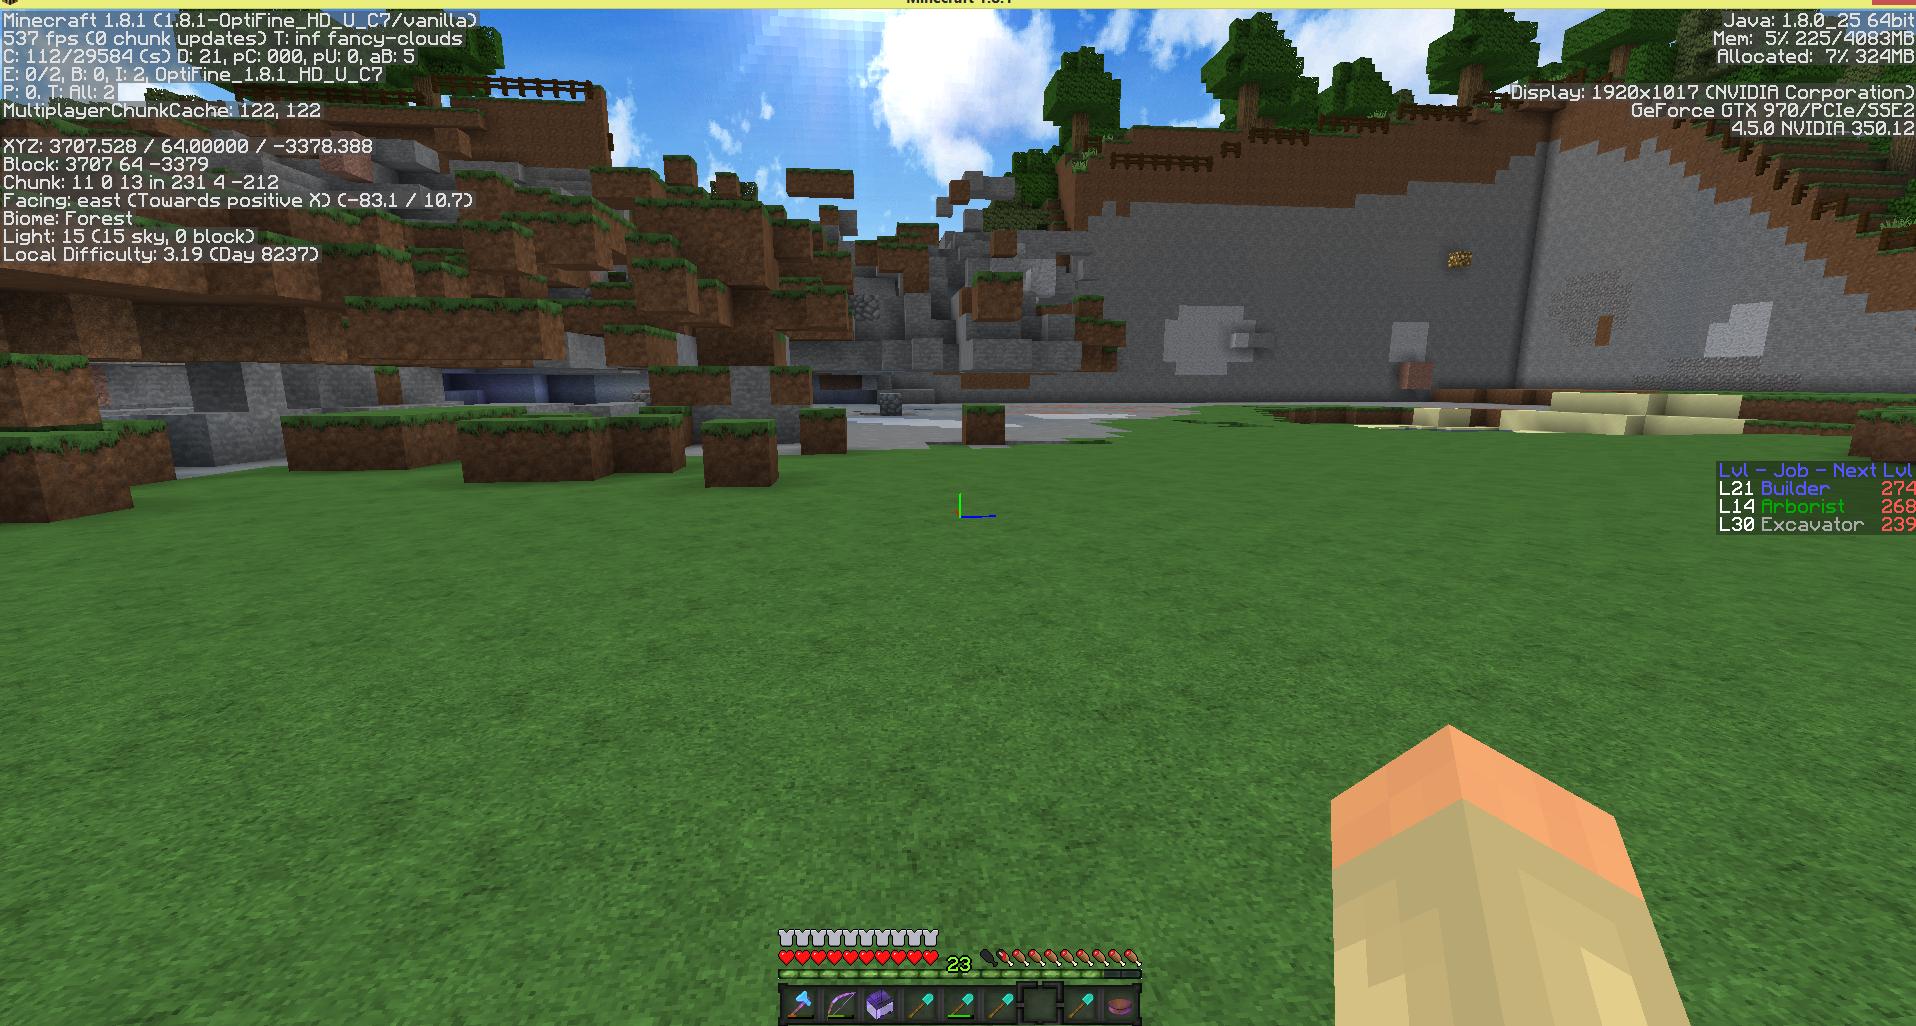 Minecraft 1.8.1
Minecraft 1.8.1 (1.8.1-OptiFine_HD_U_C7/vanilla)
537 fps (0 chunk updates) T: inf fancy-clouds
C: 112/29584 (s) D: 21, pC: 000, pU: 0, aB: 5
E: 0/2, B: 0, I: 2, OptiFine_1.8.1_HD_U_C7
P: 0. T: All: 2
MultiplayerChunkCache: 122, 122
XYZ: 3707.528 / 64.00000 / -3378.388
Block: 3707 64 -3379
Chunk: 11 0 13 in 231 4 -212
Facing: east (Towards positive X) (-83.1 / 10.7)
Biome: Forest
Light: 15 (15 sky, 0 block)
Local Difficulty: 3.19 (Day 8237)
Java: 1.8.0_25 64bit
Mem: 5% 225/4083MB
Allocated: 7% 324MB
Display: 1920x1017 (NVIDIA Corporation)
GeForce GTX 970/PCIe/SSE2
4.5.0 NVIDIA 350.12
Lvl - Job - Next Lvl
L21 Builder 274
L14 Arborist 268
L30 Excavator 239
23